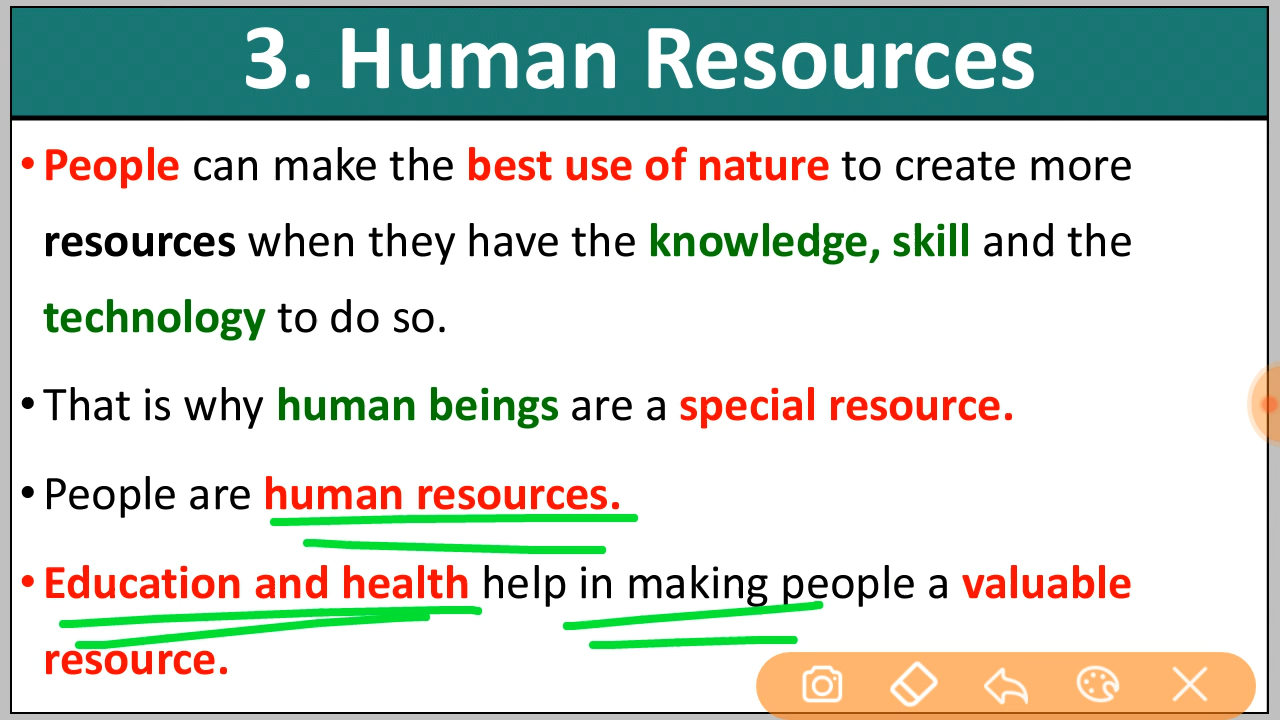 3. Human Resources
• People can make the best use of nature to create more
resources when they have the knowledge, skill and the
technology to do so.
• That is why human beings are a special resource.
• People are human resources.
• Education and health help in making people a valuable
resource.